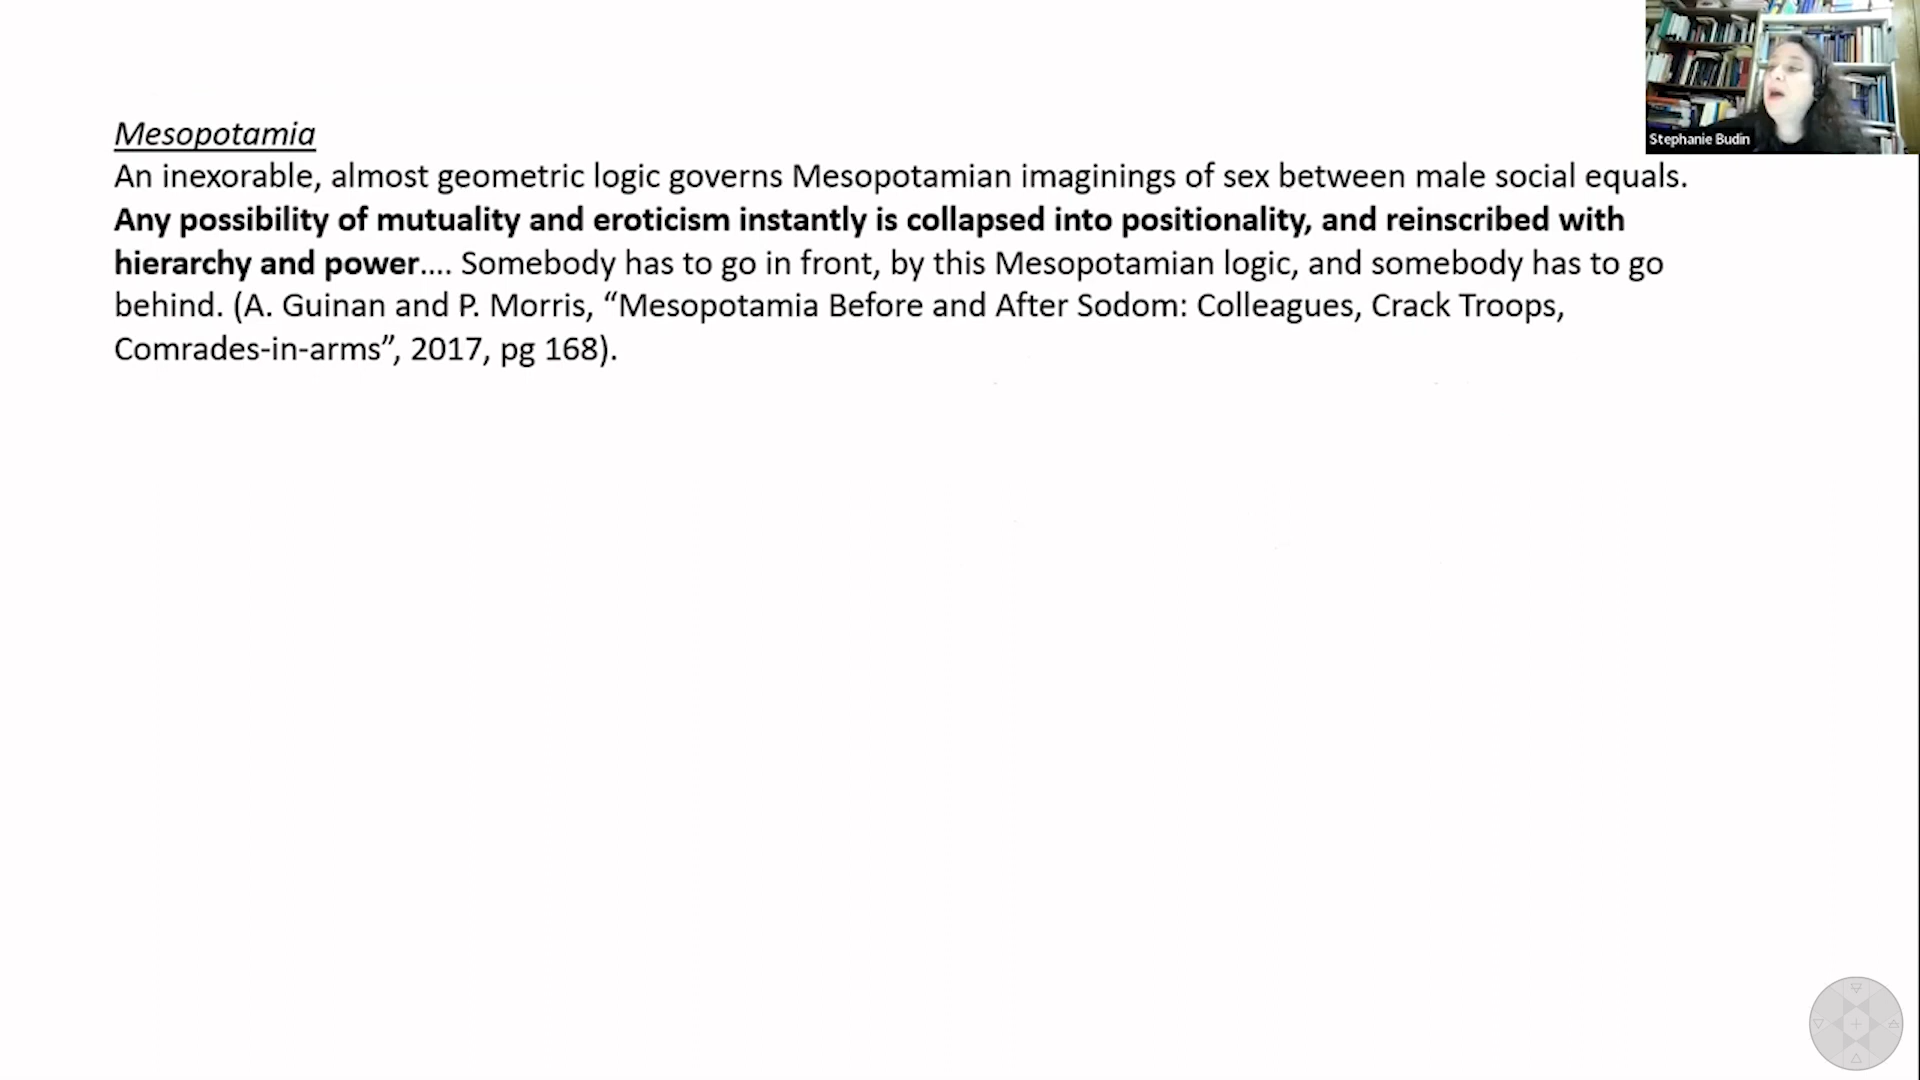 Stephanie Budin
Mesopotamia
An inexorable, almost geometric logic governs Mesopotamian imaginings of sex between male social equals.
Any possibility of mutuality and eroticism instantly is collapsed into positionality, and reinscribed with
hierarchy and power.... Somebody has to go in front, by this Mesopotamian logic, and somebody has to go
behind. (A. Guinan and P. Morris, “Mesopotamia Before and After Sodom: Colleagues, Crack Troops,
Comrades-in-arms”, 2017, pg 168).